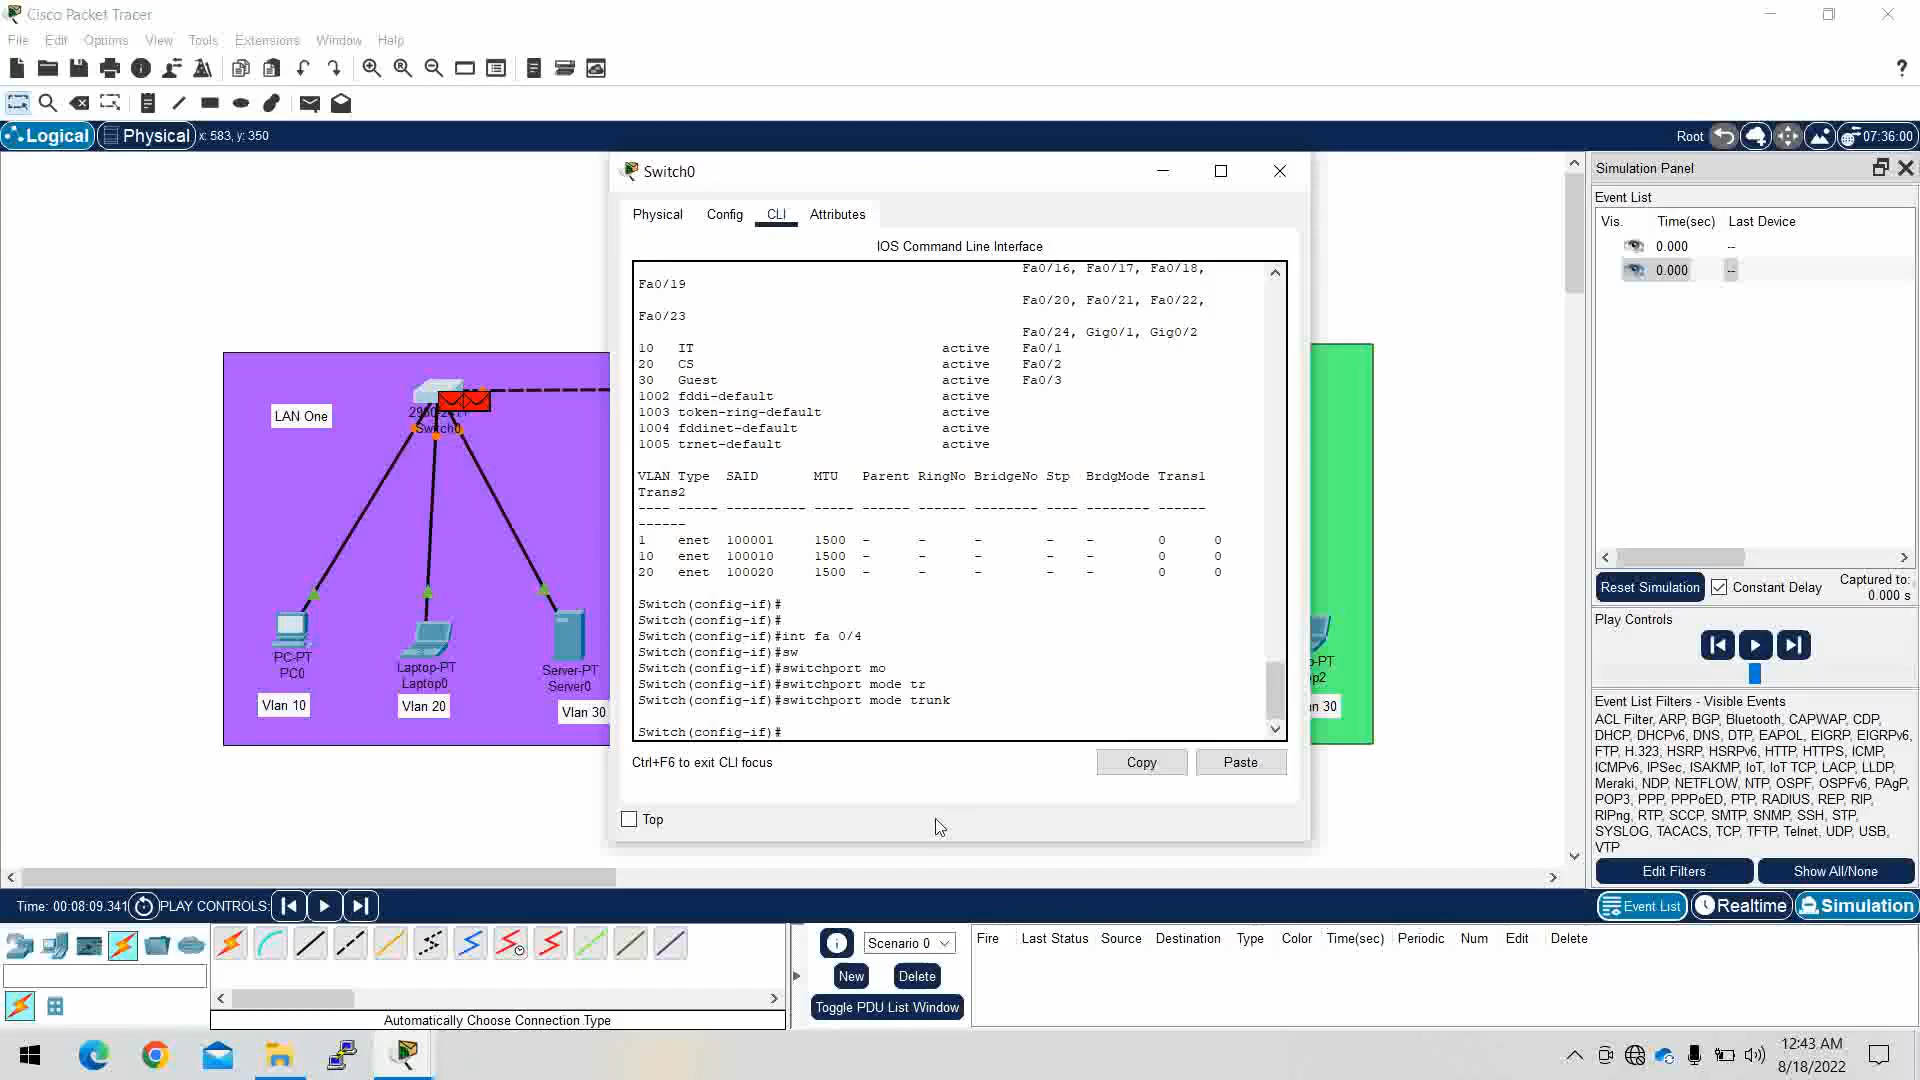 Cisco Packet Tracer
File Edit Options View Tools Extensions Window Help
?
Logical Physical x: 583, y: 350 Root 07:36:00
LAN One
Switch0
PC-PT
PC0
Vlan 10
Laptop-PT
Laptop0
Vlan 20
Server-PT
Server0
Vlan 30
Switch0
Physical Config CLI Attributes
IOS Command Line Interface
Fa0/16, Fa0/17, Fa0/18,
Fa0/19
Fa0/20, Fa0/21, Fa0/22,
Fa0/23
Fa0/24, Gig0/1, Gig0/2
10 IT active Fa0/1
20 CS active Fa0/2
30 Guest active Fa0/3
1002 fddi-default active
1003 token-ring-default active
1004 fddinet-default active
1005 trnet-default active
VLAN Type SAID MTU Parent RingNo BridgeNo Stp BrdgMode Trans1
Trans2
---- ----- ---------- ----- ------ ------ -------- ---- -------- ------
------
1 enet 100001 1500 - - - - - 0 0
10 enet 100010 1500 - - - - - 0 0
20 enet 100020 1500 - - - - - 0 0
Switch(config-if)#
Switch(config-if)#
Switch(config-if)#int fa 0/4
Switch(config-if)#sw
Switch(config-if)#switchport mo
Switch(config-if)#switchport mode tr
Switch(config-if)#switchport mode trunk
Switch(config-if)#
Ctrl+F6 to exit CLI focus
Copy Paste
Top
-PT
p2
n 30
Simulation Panel
Event List
Vis. Time(sec) Last Device
0.000 --
0.000 --
Reset Simulation Constant Delay Captured to:
0.000 s
Play Controls
Event List Filters - Visible Events
ACL Filter, ARP, BGP, Bluetooth, CAPWAP, CDP,
DHCP, DHCPv6, DNS, DTP, EAPOL, EIGRP, EIGRPv6,
FTP, H.323, HSRP, HSRPv6, HTTP, HTTPS, ICMP,
ICMPv6, IPSec, ISAKMP, IoT, IoT TCP, LACP, LLDP,
Meraki, NDP, NETFLOW, NTP, OSPF, OSPFv6, PAgP,
POP3, PPP, PPPoED, PTP, RADIUS, REP, RIP,
RIPng, RTP, SCCP, SMTP, SNMP, SSH, STP,
SYSLOG, TACACS, TCP, TFTP, Telnet, UDP, USB,
VTP
Edit Filters Show All/None
Time: 00:08:09.341 PLAY CONTROLS: Event List Realtime Simulation
Scenario 0
New Delete
Toggle PDU List Window
Fire Last Status Source Destination Type Color Time(sec) Periodic Num Edit Delete
Automatically Choose Connection Type
12:43 AM
8/18/2022